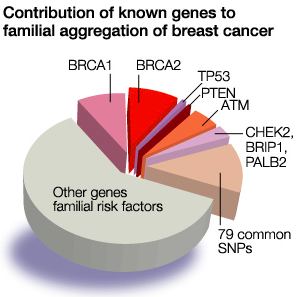 Contribution of known genes to
familial aggregation of breast cancer
BRCA1
BRCA2
TP53
PTEN
ATM
CHEK2,
BRIP1,
PALB2
79 common
SNPs
Other genes
familial risk factors